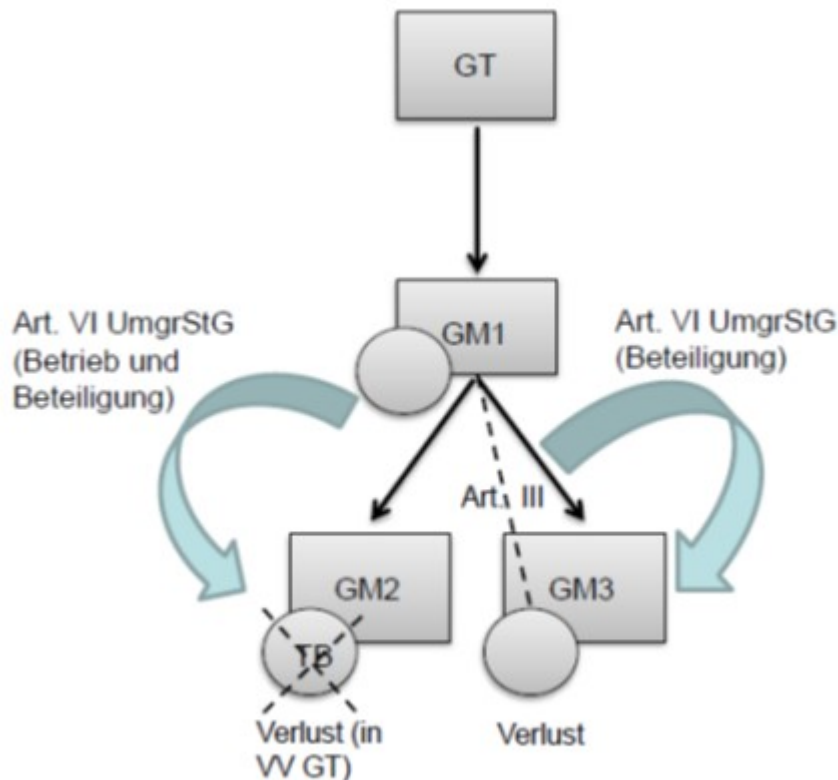 GT
Art. VI UmgrStG
(Betrieb und
Beteiligung)
GM1
Art. VI UmgrStG
(Beteiligung)
Art. III
GM2
GM3
TB
Verlust (in
VV GT)
Verlust